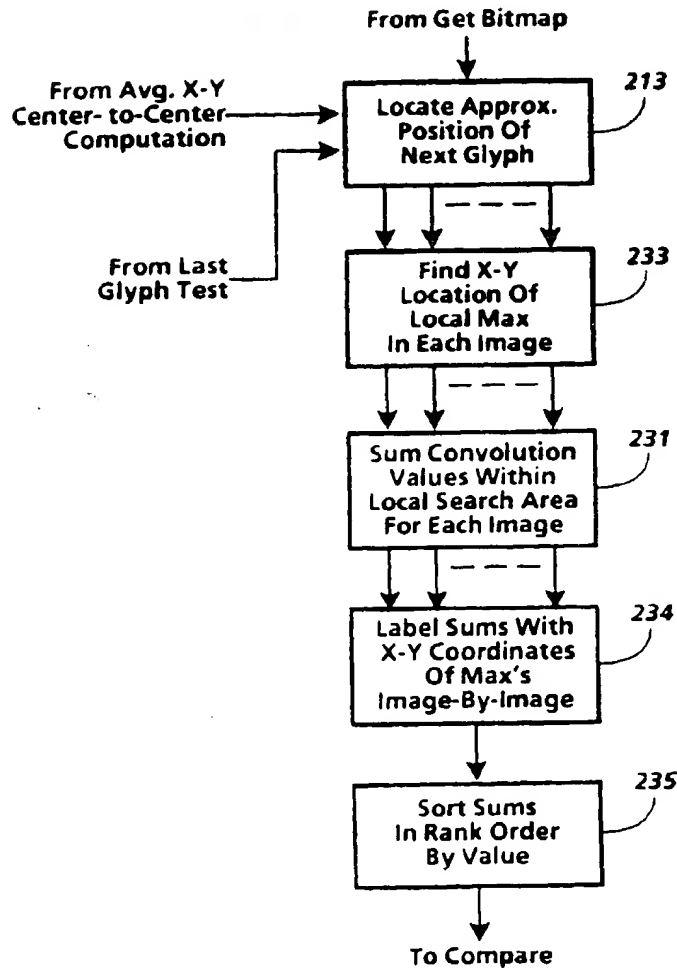 From Get Bitmap
From Avg. X-Y
Center- to-Center
Computation
213
Locate Approx.
Position Of
Next Glyph
From Last
Glyph Test
233
Find X-Y
Location Of
Local Max
In Each Image
231
Sum Convolution
Values Within
Local Search Area
For Each Image
234
Label Sums With
X-Y Coordinates
Of Max's
Image-By-Image
235
Sort Sums
In Rank Order
By Value
To Compare